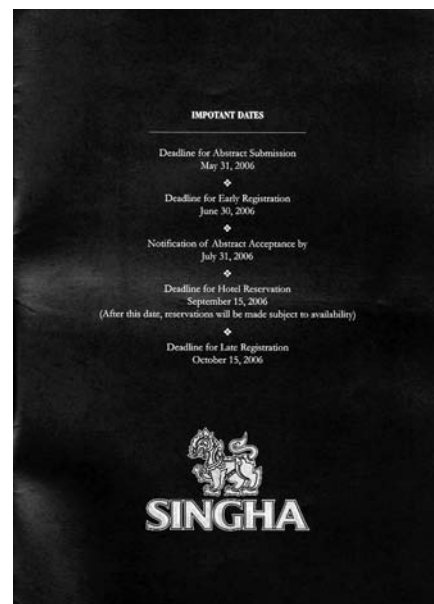 IMPOTANT DATES
Deadline for Abstract Submission
May 31, 2006
Deadline for Early Registration
June 30, 2006
Notification of Abstract Acceptance by
July 31, 2006
Deadline for Hotel Reservation
September 15, 2006
(After this date, reservations will be made subject to availability)
Deadline for Late Registration
October 15, 2006
SINGHA